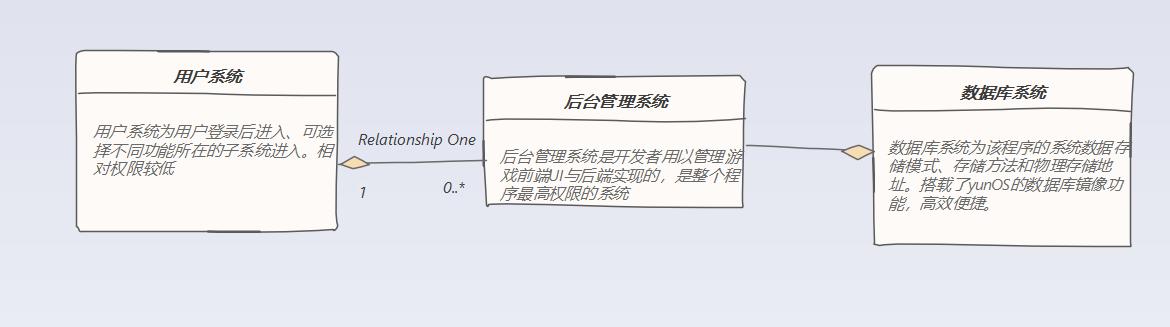 用户系统
用户系统为用户登录后进入、可选
择不同功能所在的子系统进入。相
对权限较低
Relationship One
1
0..*
后台管理系统
后台管理系统是开发者用以管理游
戏前端UI与后端实现的，是整个程
序最高权限的系统
数据库系统
数据库系统为该程序的系统数据存
储模式、存储方法和物理存储地
址。搭载了yunOS的数据库镜像功
能，高效便捷。